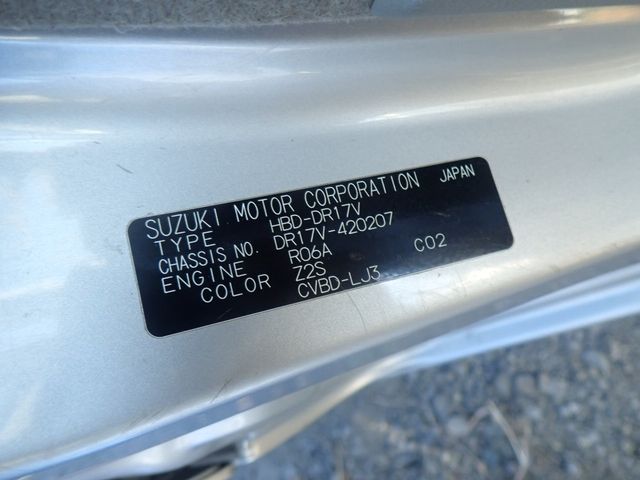 SUZUKI MOTOR CORPORATION JAPAN
TYPE HBD-DR17V
CHASSIS NO. DR17V-420207
ENGINE R06A C02
COLOR Z2S
CVBD-LJ3